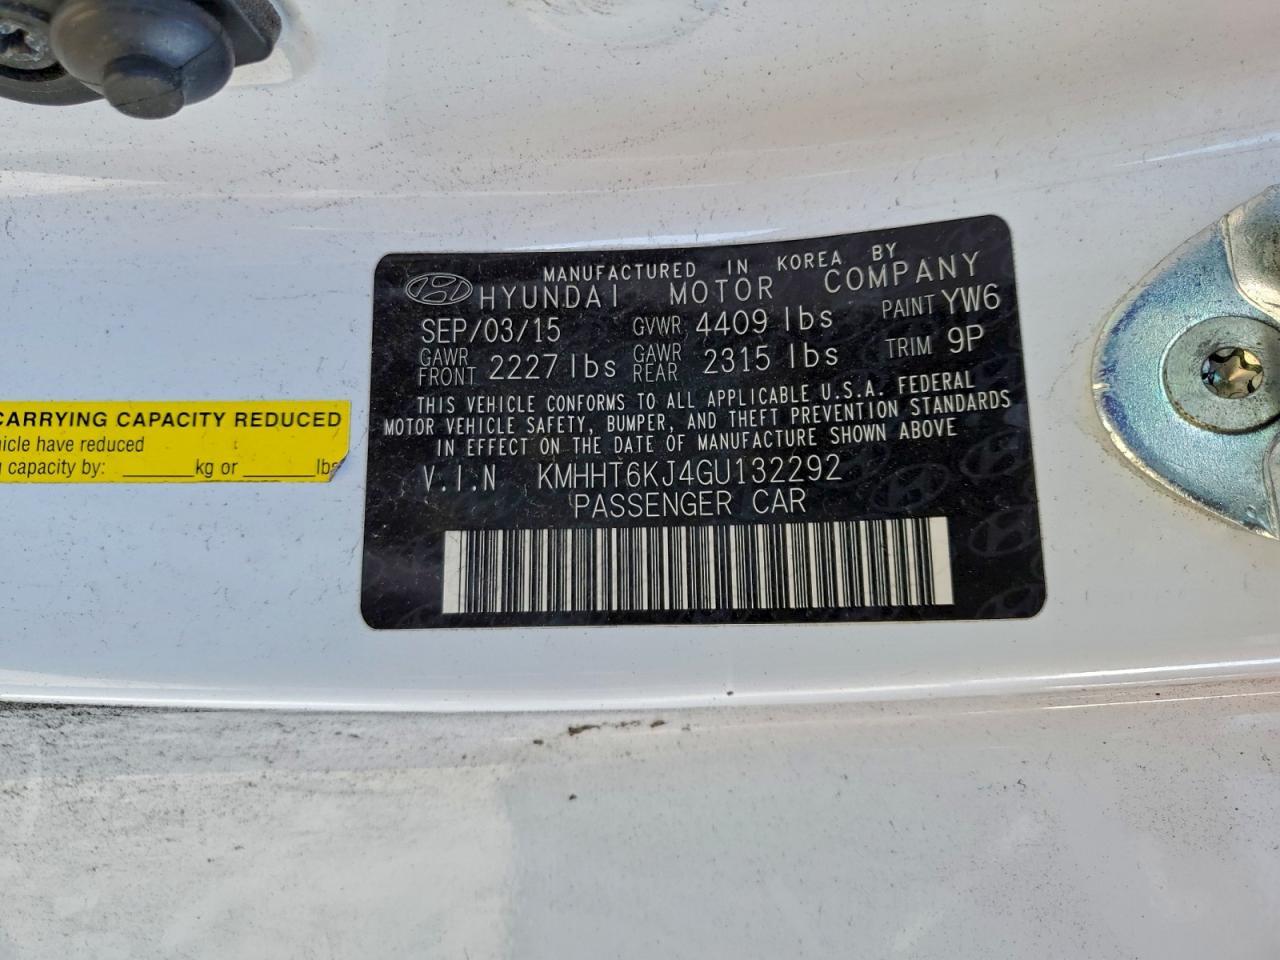 MANUFACTURED IN KOREA BY
HYUNDAI MOTOR COMPANY
SEP/03/15 GVWR 4409 lbs PAINT YW6
GAWR FRONT 2227 lbs GAWR REAR 2315 lbs TRIM 9P
THIS VEHICLE CONFORMS TO ALL APPLICABLE U.S.A. FEDERAL
MOTOR VEHICLE SAFETY, BUMPER, AND THEFT PREVENTION STANDARDS
IN EFFECT ON THE DATE OF MANUFACTURE SHOWN ABOVE
V.I.N KMHHT6KJ4GU132292
PASSENGER CAR
CARRYING CAPACITY REDUCED
have reduced
capacity by: ______kg or ______lbs